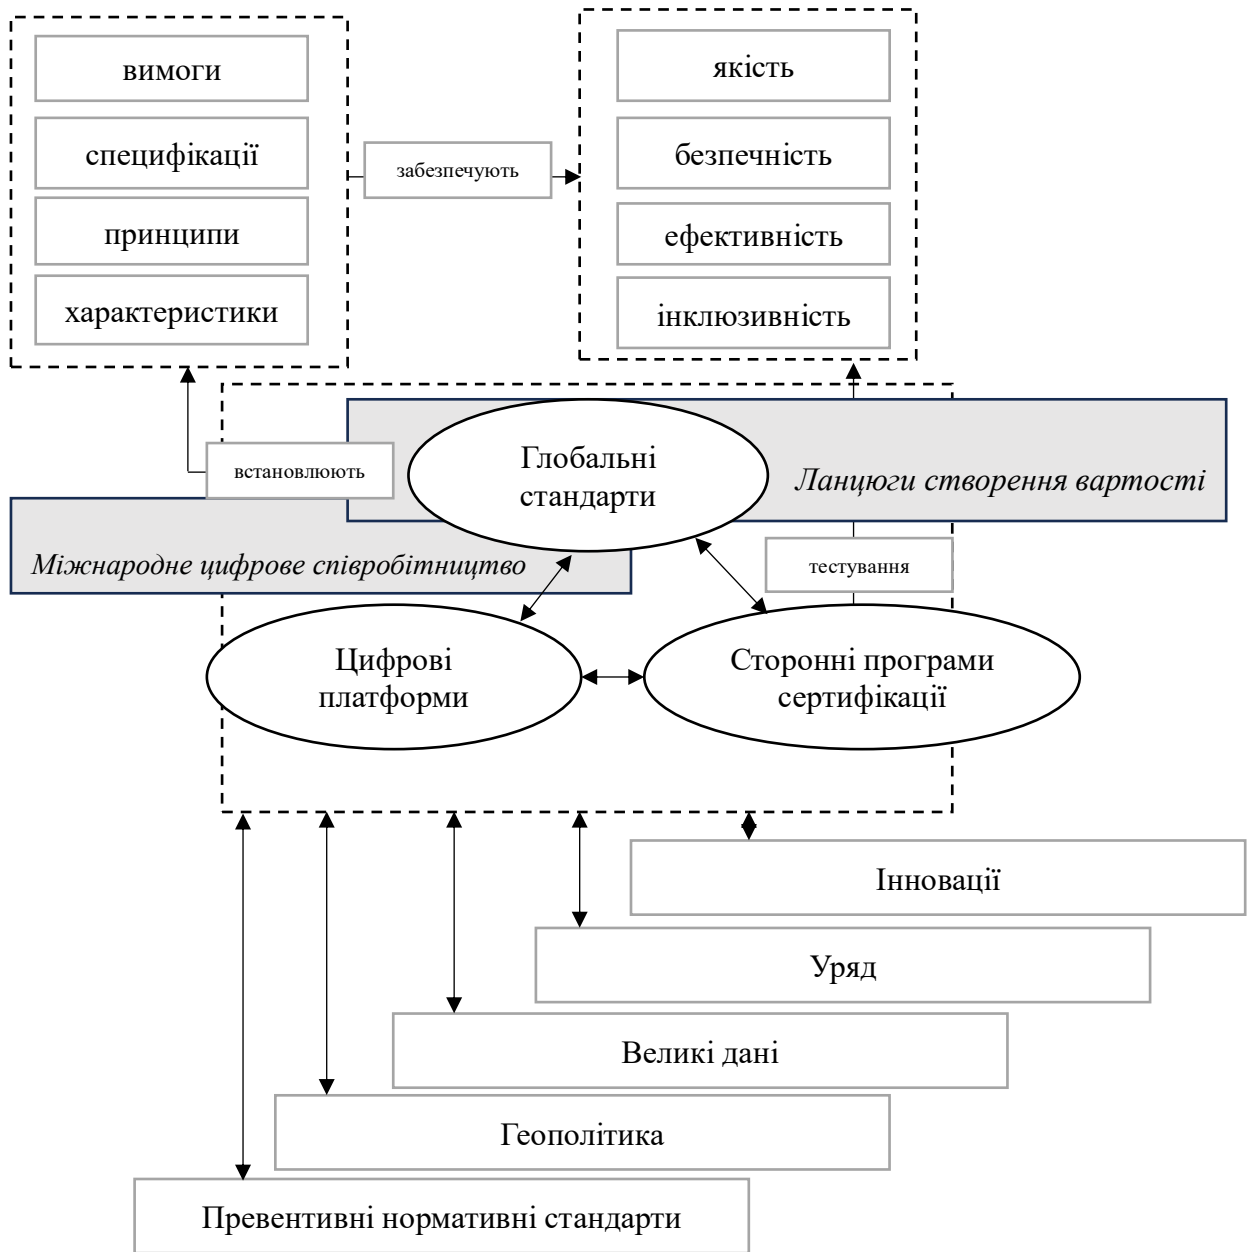 вимоги
специфікації
принципи
характеристики
забезпечують
якість
безпечність
ефективність
інклюзивність
встановлюють
Глобальні
стандарти
Ланцюги створення вартості
Міжнародне цифрове співробітництво
тестування
Цифрові
платформи
Сторонні програми
сертифікації
Інновації
Уряд
Великі дані
Геополітика
Превентивні нормативні стандарти